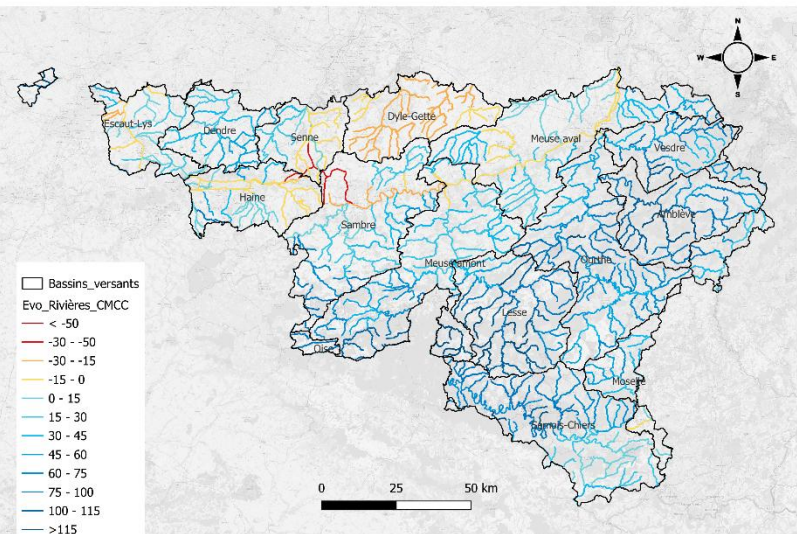 N
W E
S
Escaut-Lys
Dendre
Senne
Dyle-Gette
Meuse aval
Vesdre
Haine
Sambre
Amblève
Meuse amont
Ourthe
Lesse
Oise
Moselle
Semois-Chiers
Bassins_versants
Evo_Rivières_CMCC
< -50
-30 - -50
-30 - -15
-15 - 0
0 - 15
15 - 30
30 - 45
45 - 60
60 - 75
75 - 100
100 - 115
>115
0 25 50 km